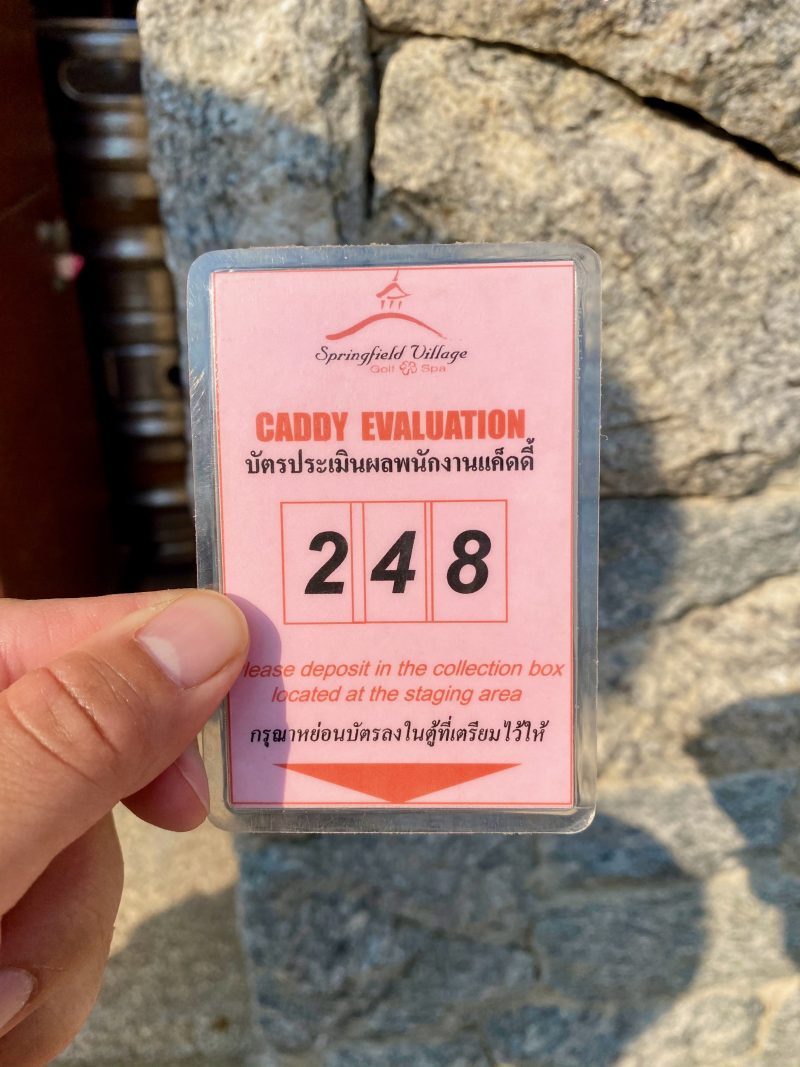 Springfield Village
Golf Spa
CADDY EVALUATION
บัตรประเมินผลพนักงานแค็ดดี้
2 4 8
lease deposit in the collection box
located at the staging area
กรุณาหย่อนบัตรลงในตู้ที่เตรียมไว้ให้